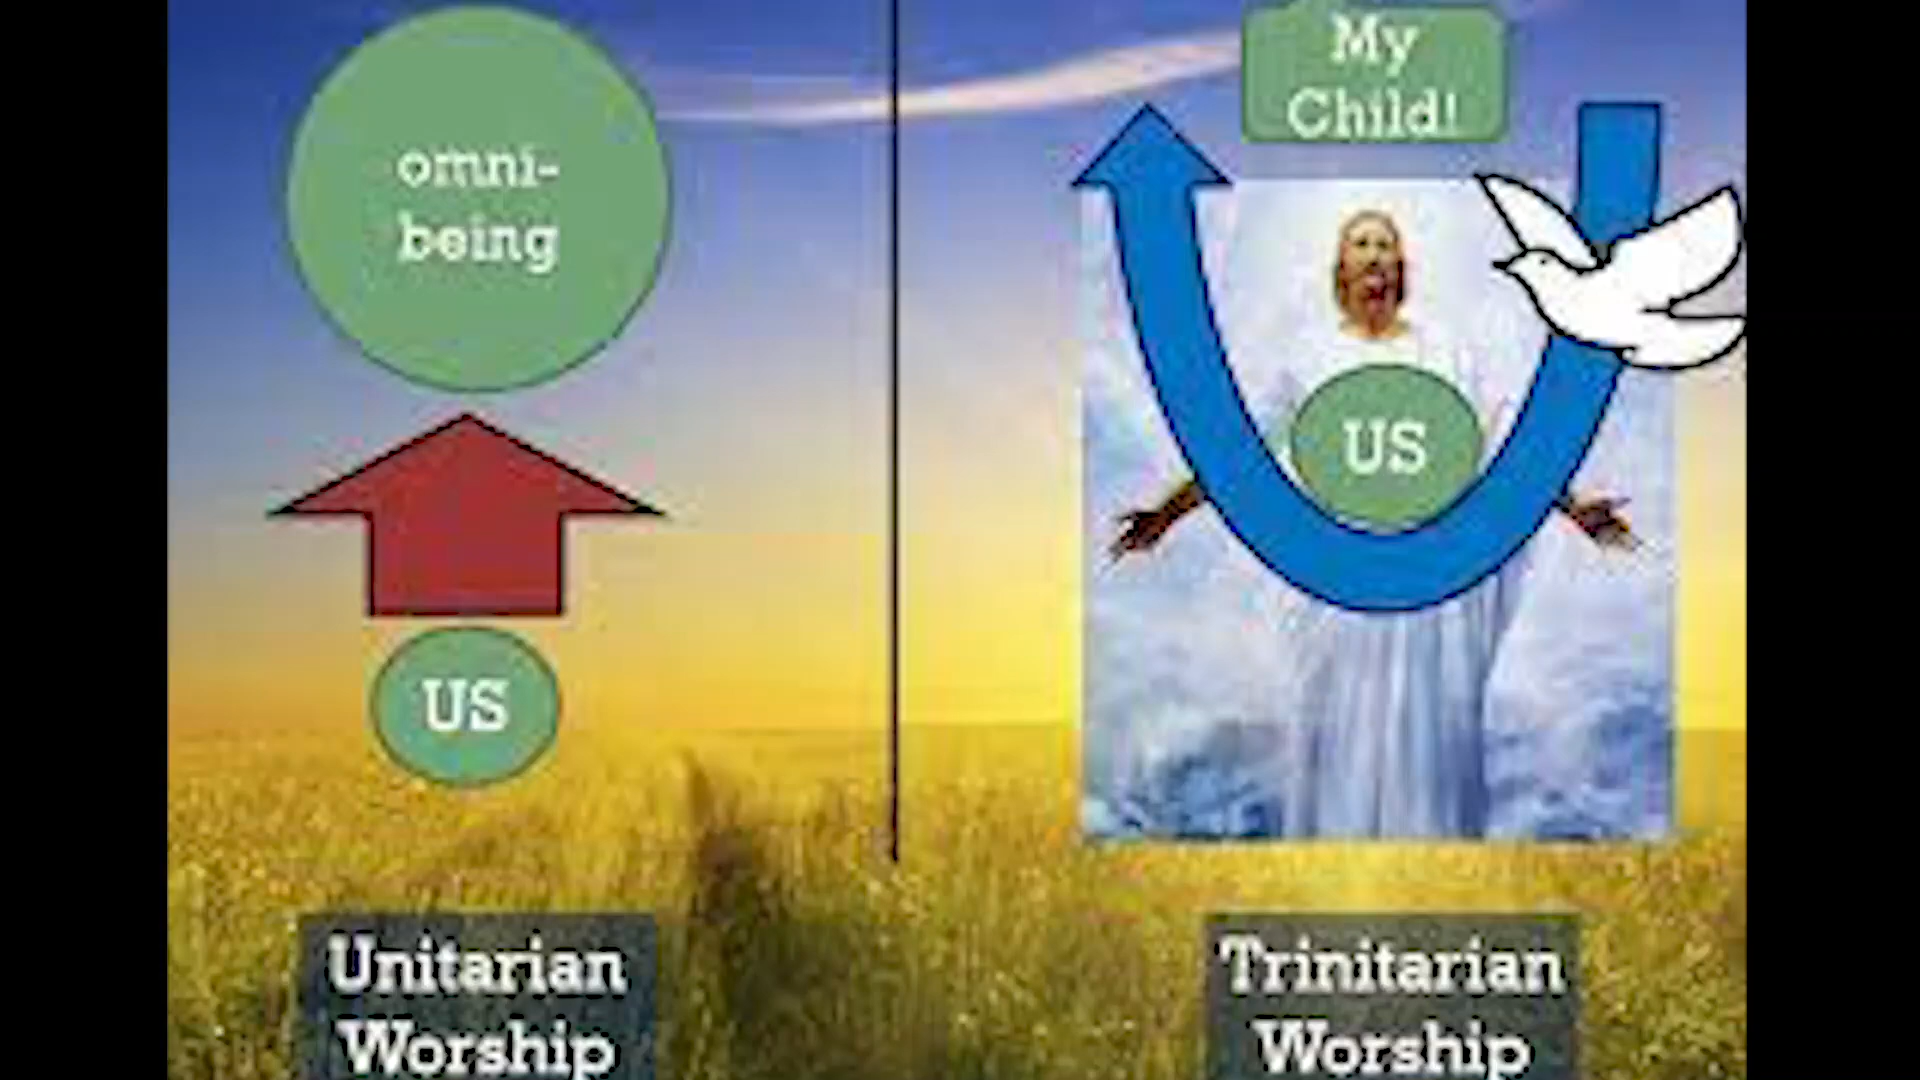 omni-
being
US
Unitarian
Worship
My
Child!
US
Trinitarian
Worship